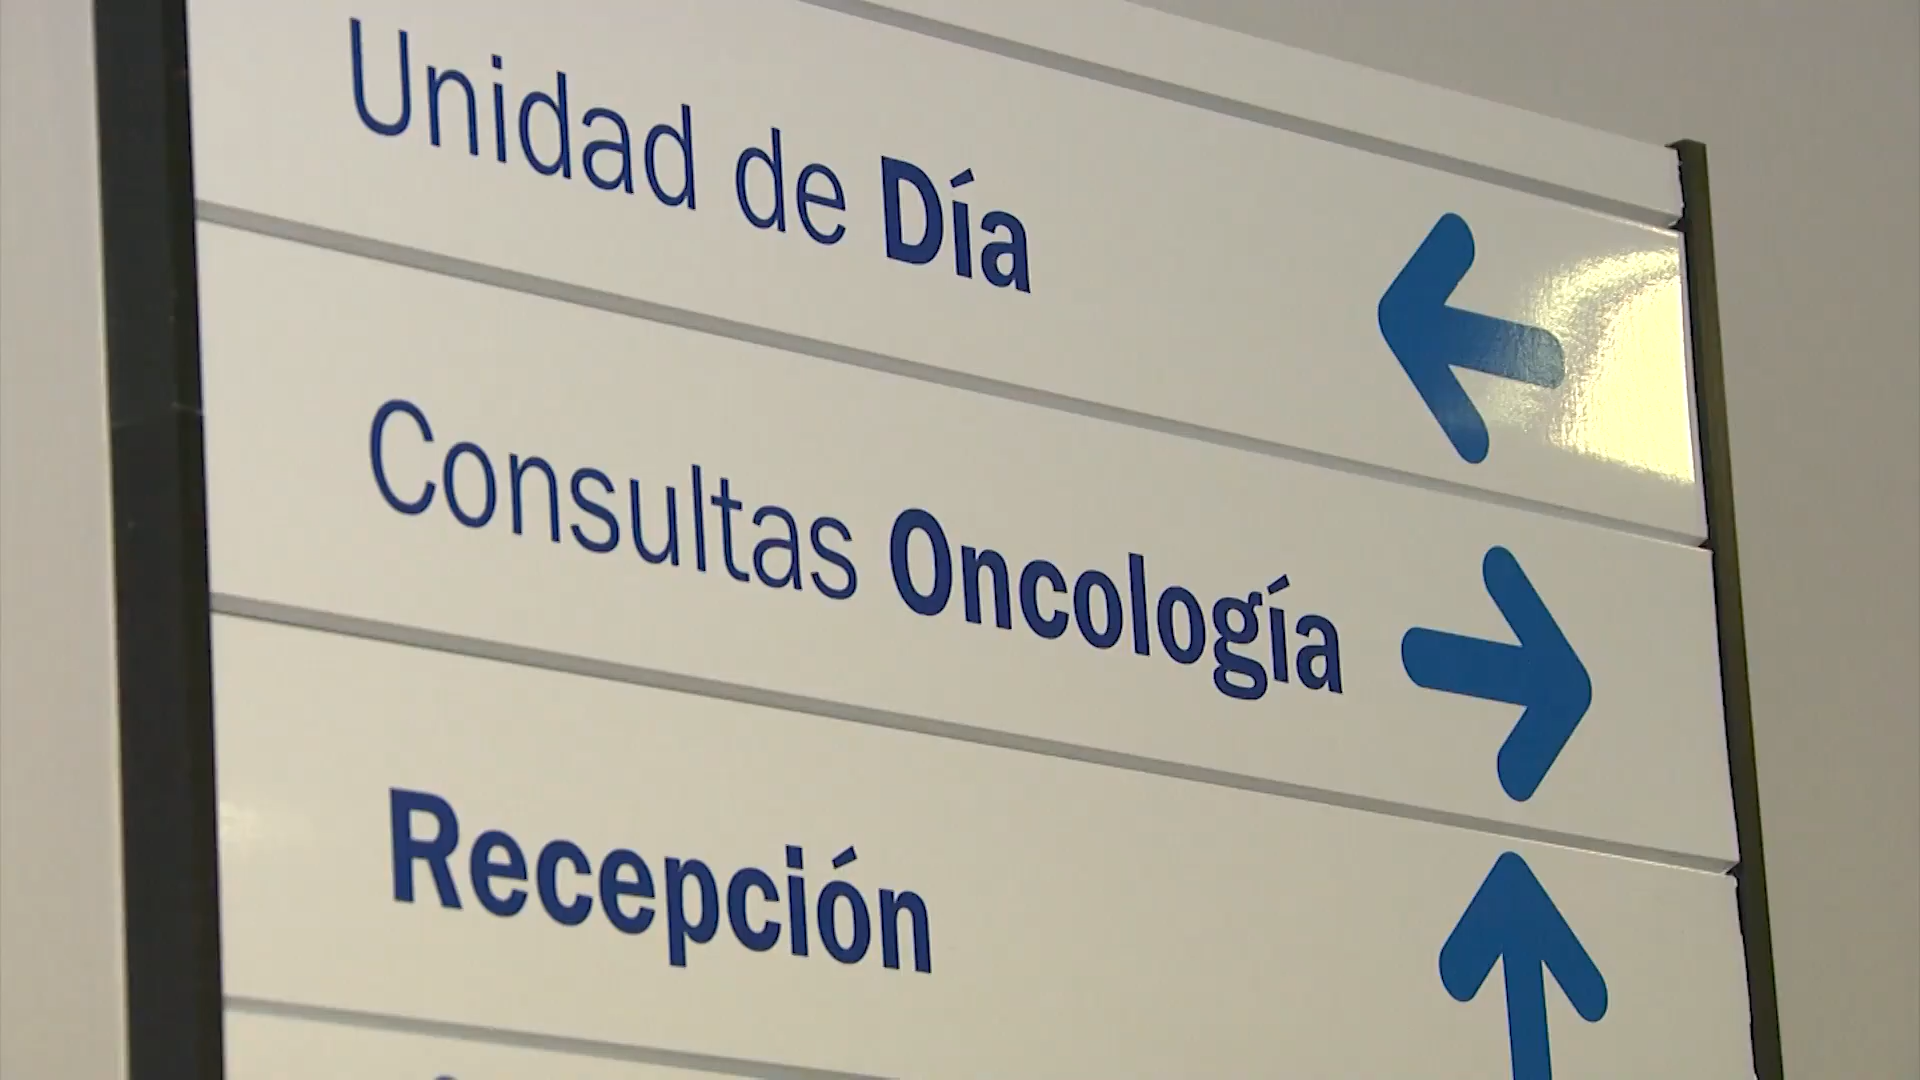 Unidad de Día
Consultas Oncología
Recepción